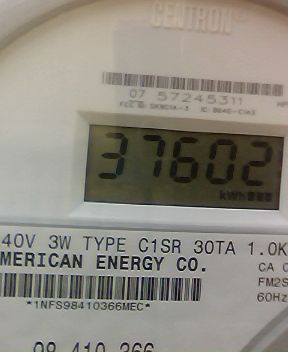 CENTRON®
07 57245311
37602
kWh
40V 3W TYPE C1SR 30TA 1.0K
MERICAN ENERGY CO.
CA
FM2S
60Hz
*1NFS98410366MEC*
98 410 366